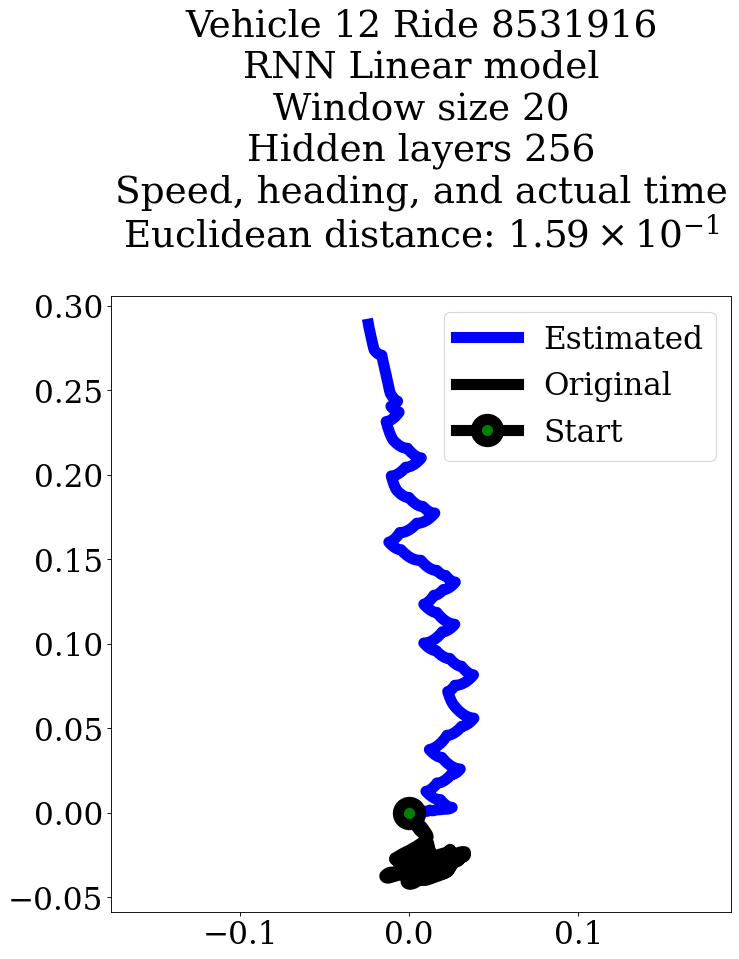 Vehicle 12 Ride 8531916
RNN Linear model
Window size 20
Hidden layers 256
Speed, heading, and actual time
Euclidean distance: 1.59 × 10⁻¹
0.30
0.25
0.20
0.15
0.10
0.05
0.00
−0.05
Estimated
Original
Start
−0.1
0.0
0.1